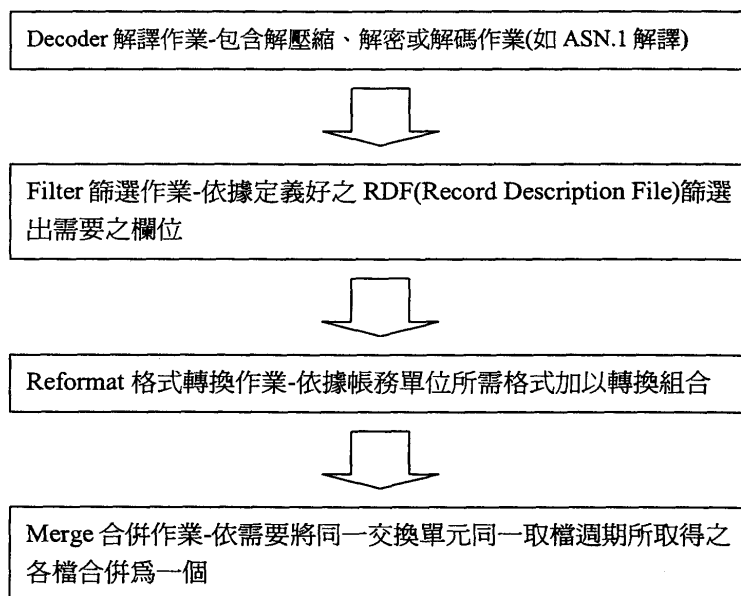 Decoder 解譯作業-包含解壓縮、解密或解碼作業(如 ASN.1 解譯)
Filter 篩選作業-依據定義好之 RDF(Record Description File)篩選
出需要之欄位
Reformat 格式轉換作業-依據帳務單位所需格式加以轉換組合
Merge 合併作業-依需要將同一交換單元同一取檔週期所取得之
各檔合併爲一個